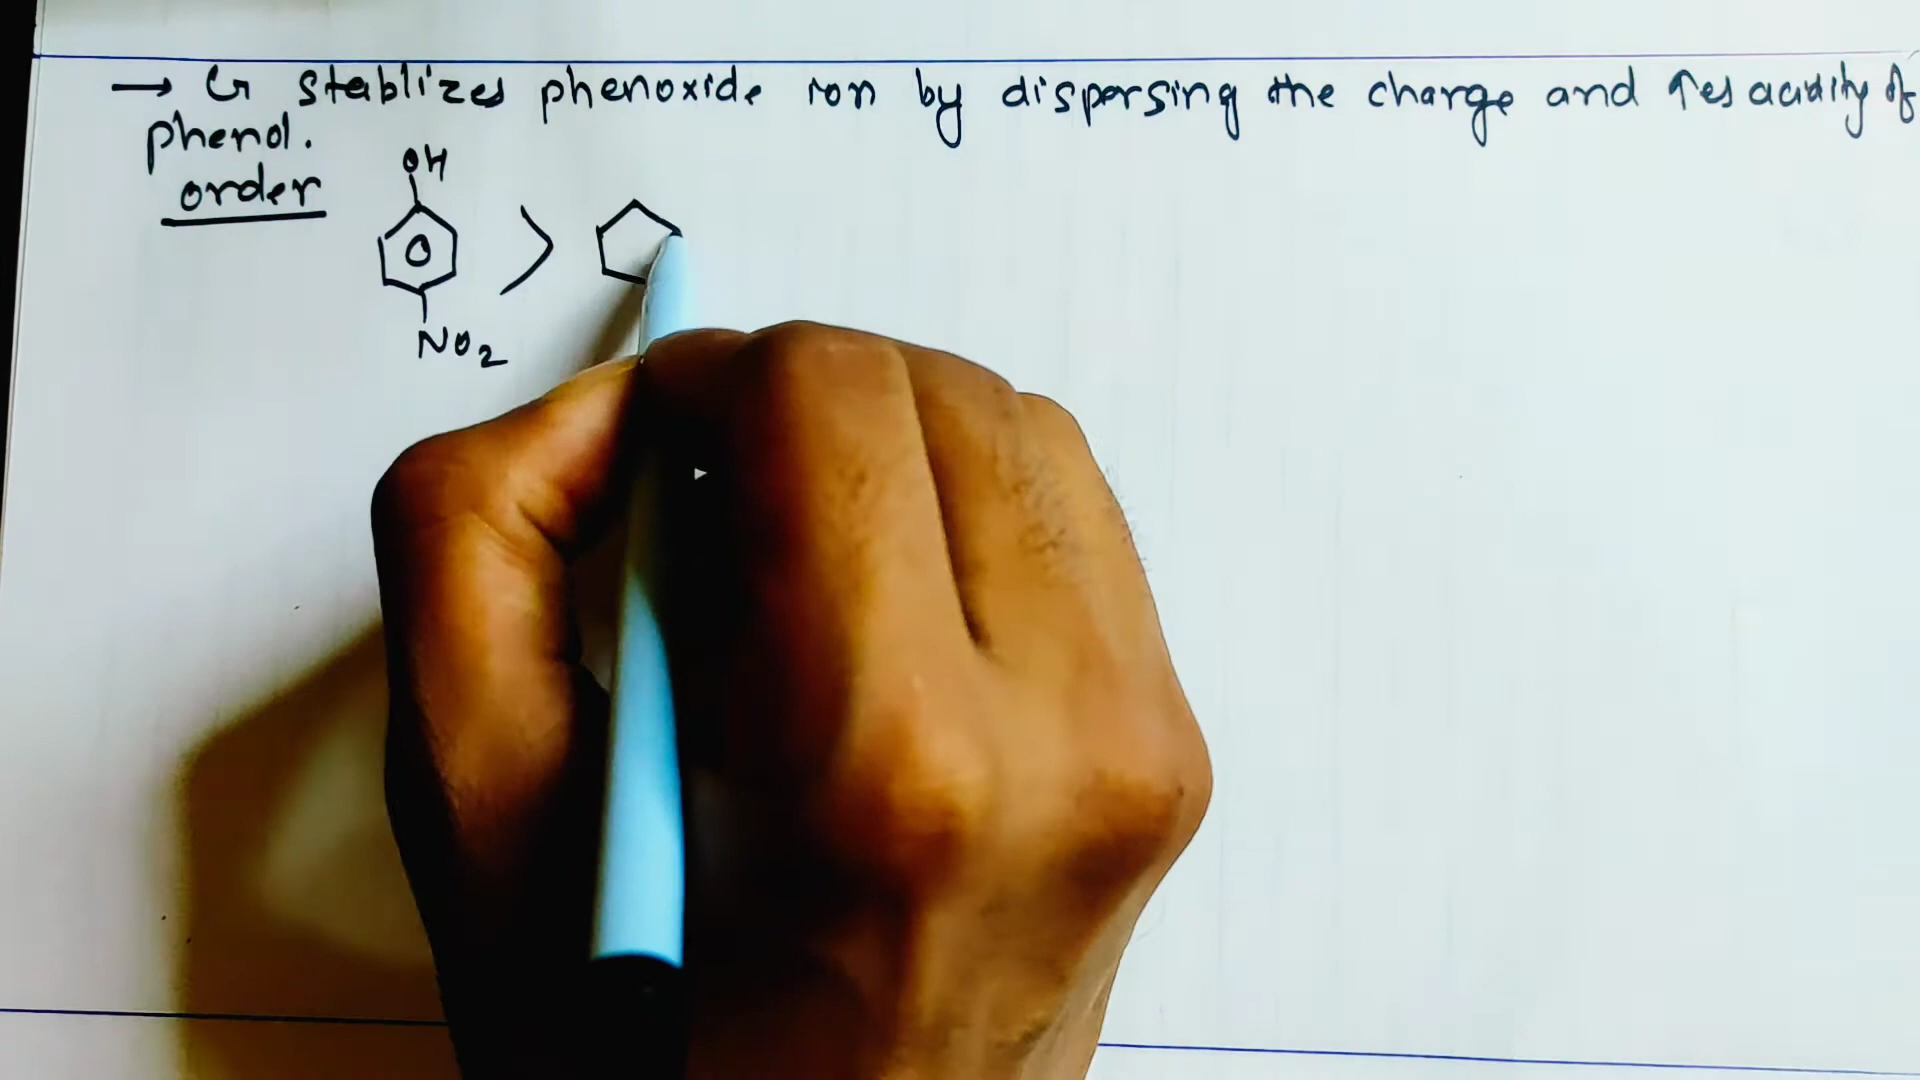 → G stablizes phenoxide ion by dispersing the charge and ↑es acidity of
phenol.
order
OH
>
NO2